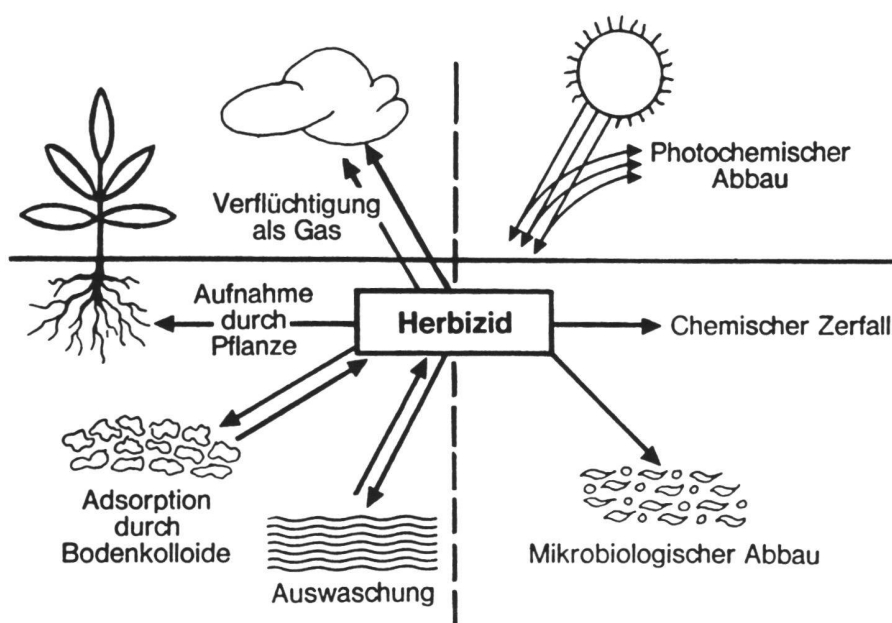 Photochemischer
Abbau
Verflüchtigung
als Gas
Aufnahme
durch
Pflanze
Herbizid
Chemischer Zerfall
Adsorption
durch
Bodenkolloide
Auswaschung
Mikrobiologischer Abbau